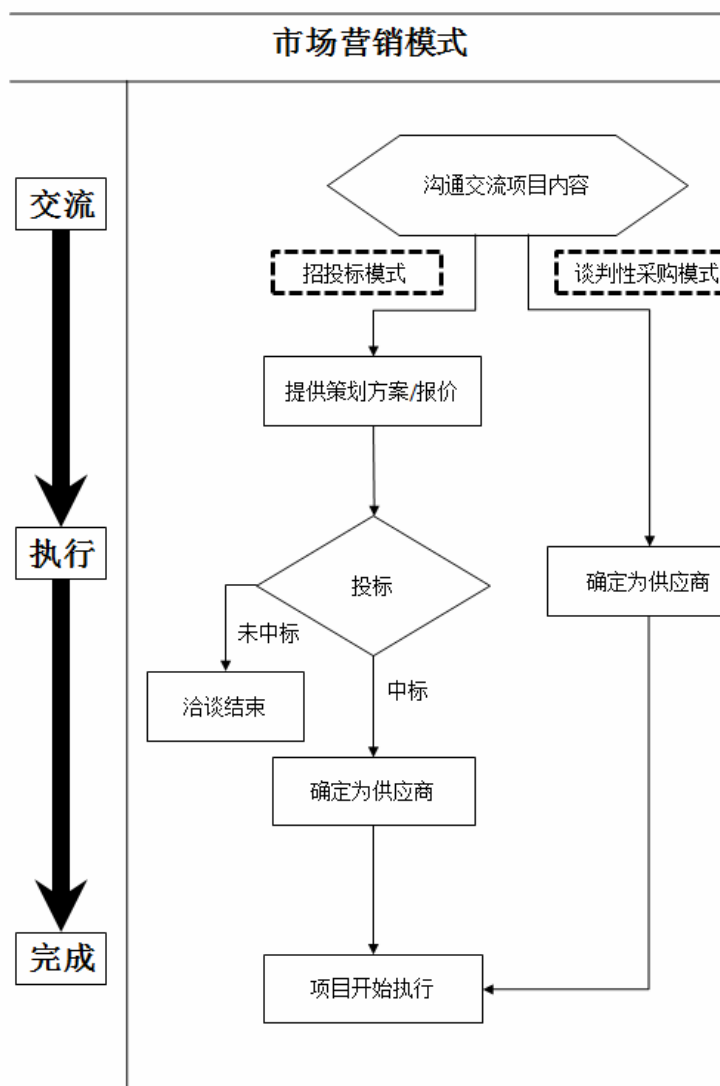 市场营销模式
交流
沟通交流项目内容
招投标模式
谈判性采购模式
提供策划方案/报价
执行
投标
确定为供应商
未中标
中标
洽谈结束
确定为供应商
完成
项目开始执行